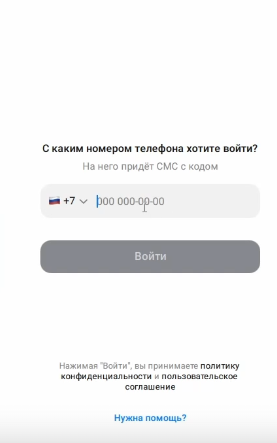 С каким номером телефона хотите войти?
На него придёт СМС с кодом
+7 000 000-00-00
Войти
Нажимая "Войти", вы принимаете политику
конфиденциальности и пользовательское
соглашение
Нужна помощь?